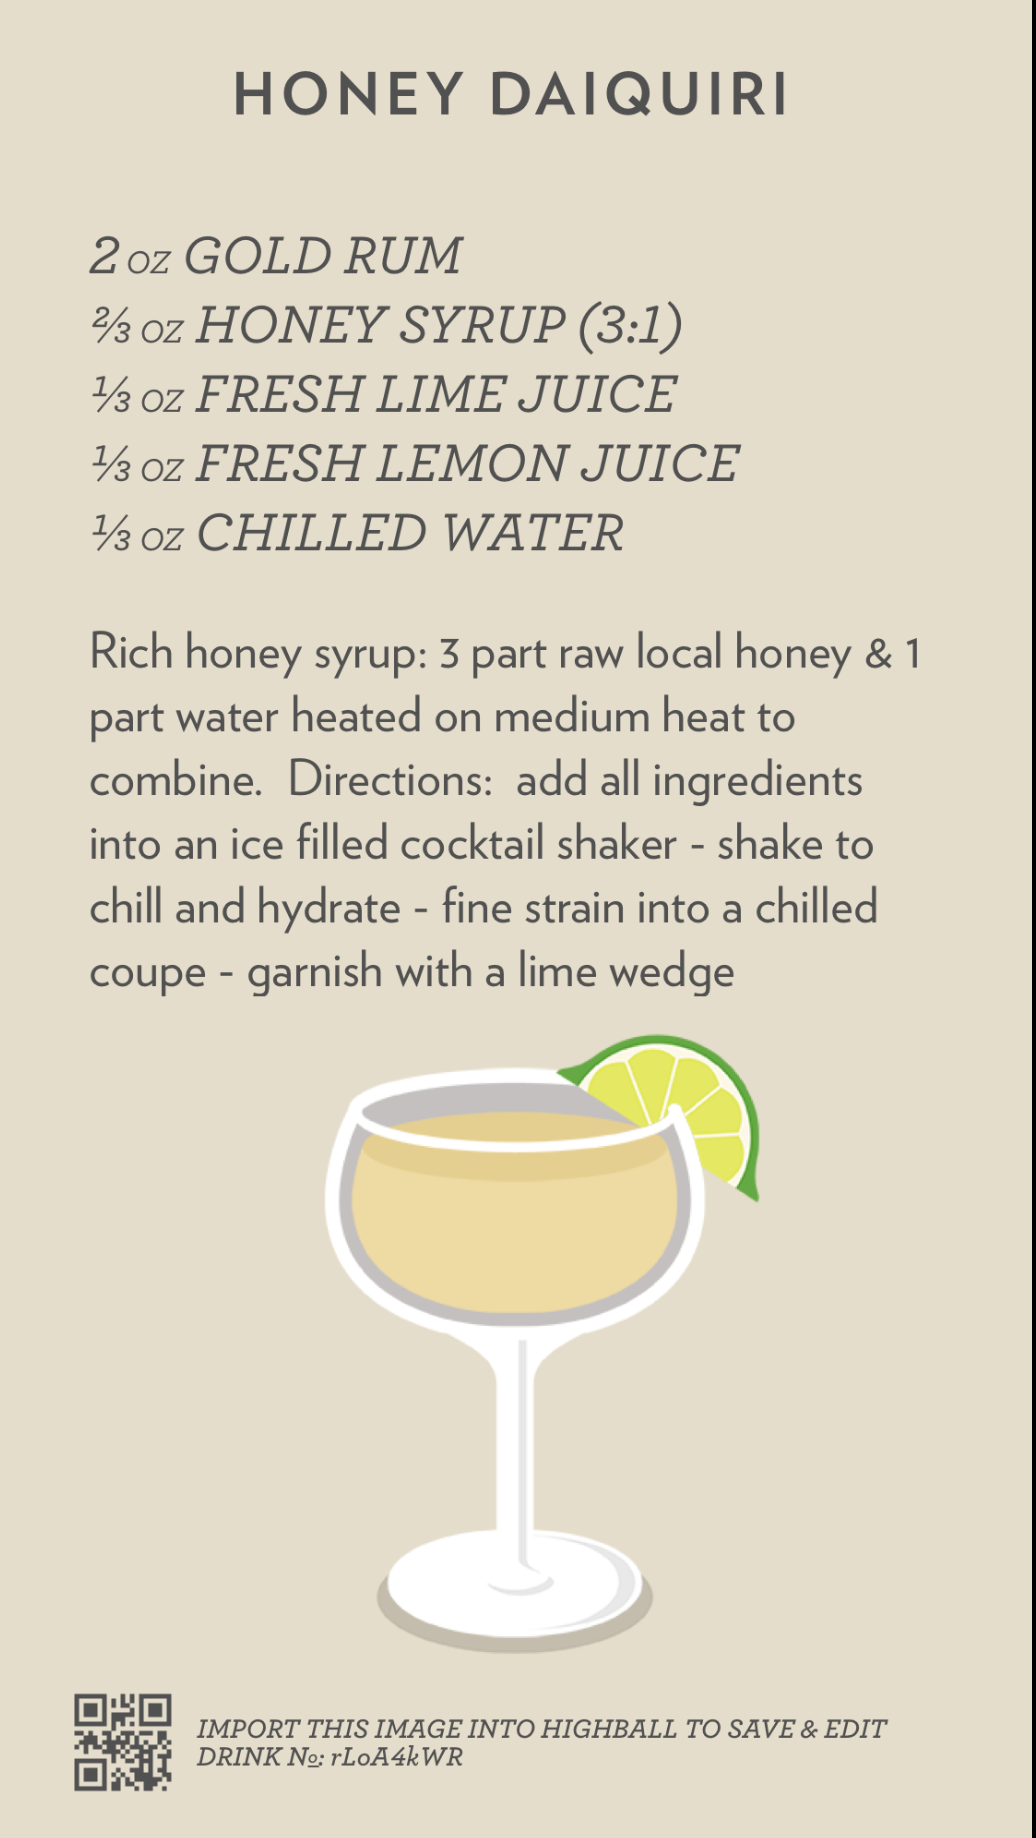 HONEY DAIQUIRI
2 OZ GOLD RUM
⅔ OZ HONEY SYRUP (3:1)
⅓ OZ FRESH LIME JUICE
⅓ OZ FRESH LEMON JUICE
⅓ OZ CHILLED WATER
Rich honey syrup: 3 part raw local honey & 1
part water heated on medium heat to
combine.  Directions:  add all ingredients
into an ice filled cocktail shaker - shake to
chill and hydrate - fine strain into a chilled
coupe - garnish with a lime wedge
IMPORT THIS IMAGE INTO HIGHBALL TO SAVE & EDIT
DRINK №: rLoA4kWR